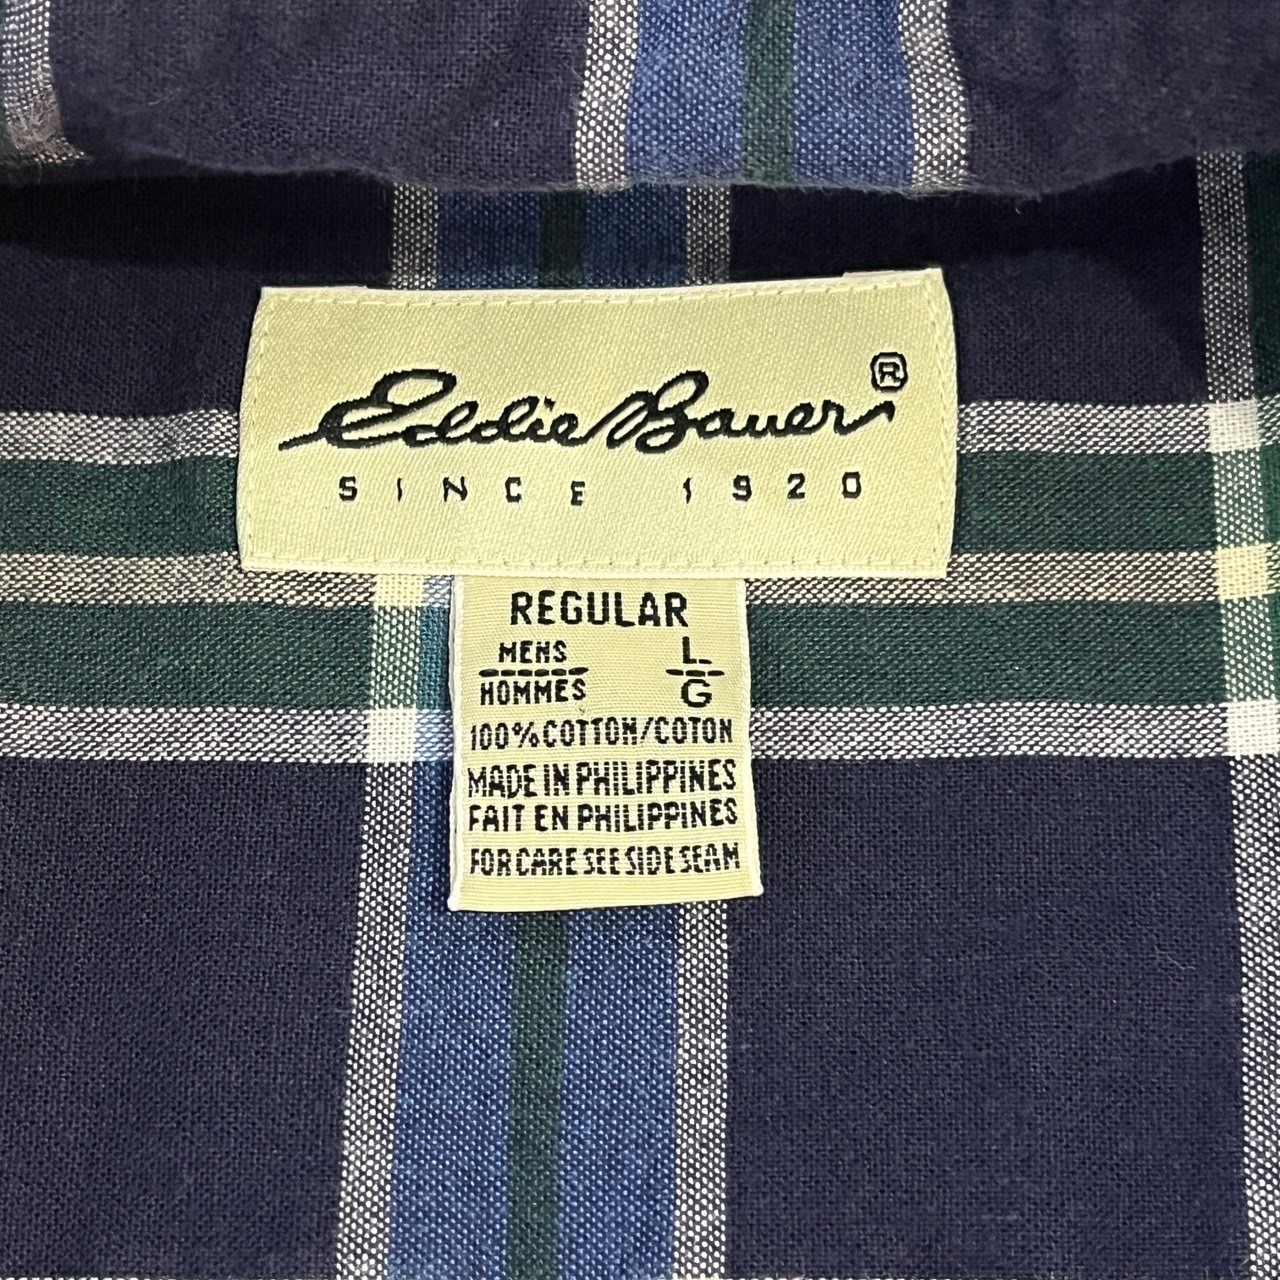 Eddie Bauer®
SINCE 1920
REGULAR
MENS L
HOMMES G
100% COTTON/COTON
MADE IN PHILIPPINES
FAIT EN PHILIPPINES
FOR CARE SEE SIDE SEAM